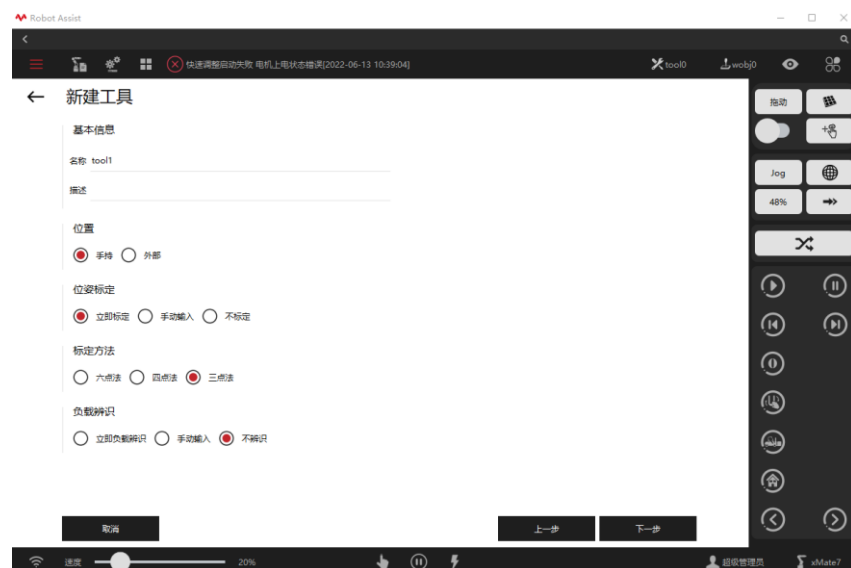 Robot Assist
快速调整启动失败 电机上电状态错误[2022-06-13 10:39:04]
tool0
wobj0
新建工具
基本信息
名称 tool1
描述
位置
手持 外部
位姿标定
立即标定 手动输入 不标定
标定方法
六点法 四点法 三点法
负载辨识
立即负载辨识 手动输入 不辨识
取消
上一步
下一步
拖动
Jog
48%
速度
20%
超级管理员
xMate7